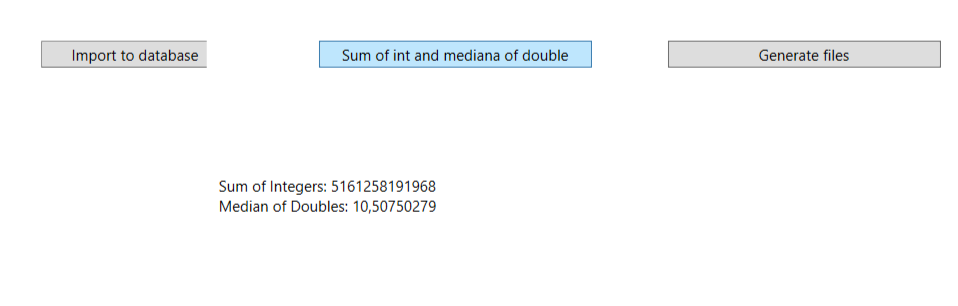 Import to database
Sum of int and mediana of double
Generate files
Sum of Integers: 5161258191968
Median of Doubles: 10,50750279